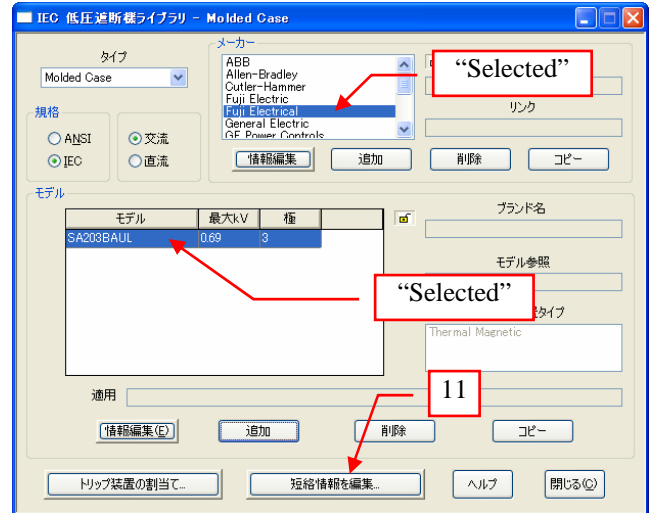 IEC 低圧遮断機ライブラリ - Molded Case
タイプ
Molded Case
規格
ANSI
IEC
交流
直流
メーカー
ABB
Allen-Bradley
Cutler-Hammer
Fuji Electric
Fuji Electrical
General Electric
GE Power Controls
“Selected”
リンク
情報編集
追加
削除
コピー
モデル
モデル 最大kV 極
SA203BAUL 0.69 3
ブランド名
モデル参照
“Selected”
タイプ
Thermal Magnetic
適用
11
情報編集(E)
追加
削除
コピー
トリップ装置の割当て...
短絡情報を編集...
ヘルプ
閉じる(C)